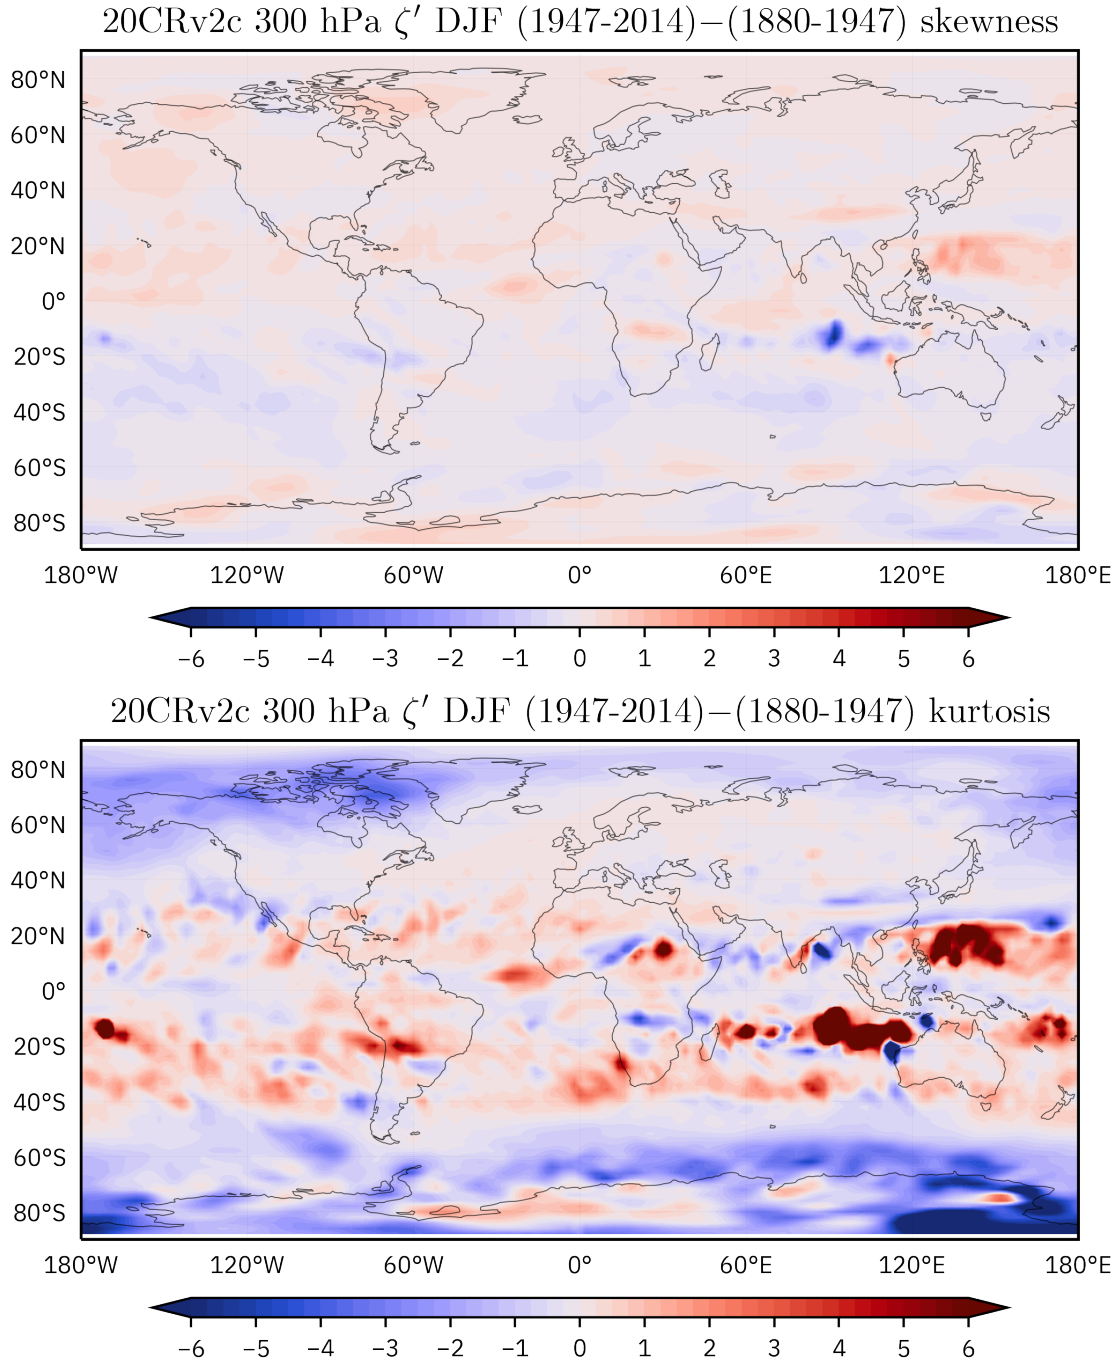 20CRv2c 300 hPa ζ′ DJF (1947-2014)−(1880-1947) skewness
80°N
60°N
40°N
20°N
0°
20°S
40°S
60°S
80°S
180°W 120°W 60°W 0° 60°E 120°E 180°E
−6 −5 −4 −3 −2 −1 0 1 2 3 4 5 6
20CRv2c 300 hPa ζ′ DJF (1947-2014)−(1880-1947) kurtosis
80°N
60°N
40°N
20°N
0°
20°S
40°S
60°S
80°S
180°W 120°W 60°W 0° 60°E 120°E 180°E
−6 −5 −4 −3 −2 −1 0 1 2 3 4 5 6